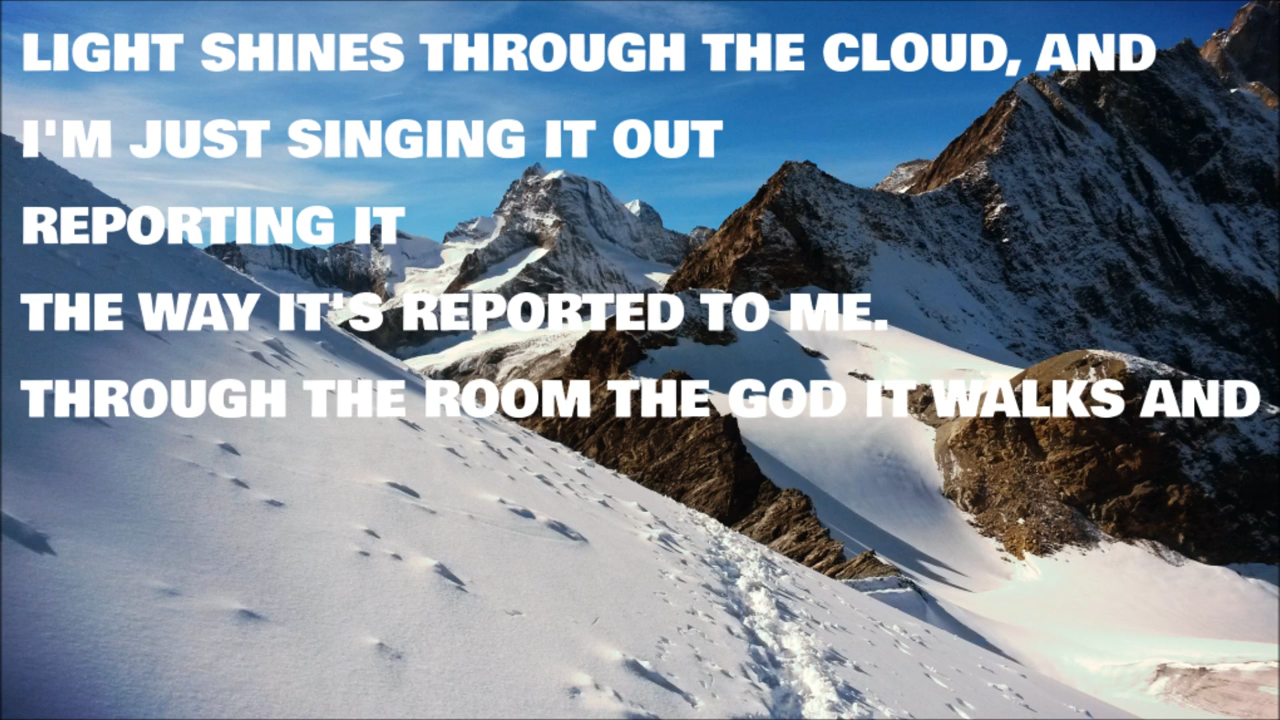 LIGHT SHINES THROUGH THE CLOUD, AND
I'M JUST SINGING IT OUT
REPORTING IT
THE WAY IT'S REPORTED TO ME.
THROUGH THE ROOM THE GOD IT WALKS AND